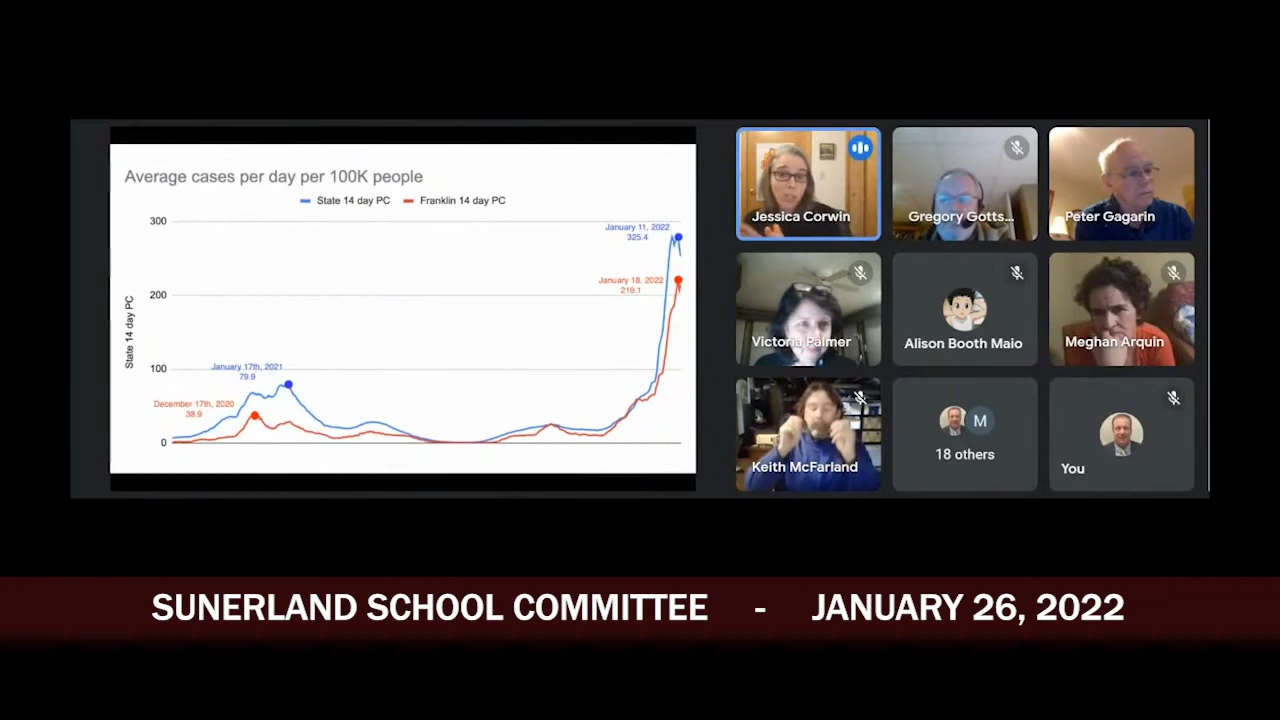 Average cases per day per 100K people
State 14 day PC
Franklin 14 day PC
300
200
100
0
State 14 day PC
January 11, 2022
325.4
January 18, 2022
219.1
January 17th, 2021
79.9
December 17th, 2020
38.9
Jessica Corwin
Gregory Gotts...
Peter Gagarin
Victoria Palmer
Alison Booth Maio
Meghan Arquin
Keith McFarland
M
18 others
You
SUNERLAND SCHOOL COMMITTEE - JANUARY 26, 2022